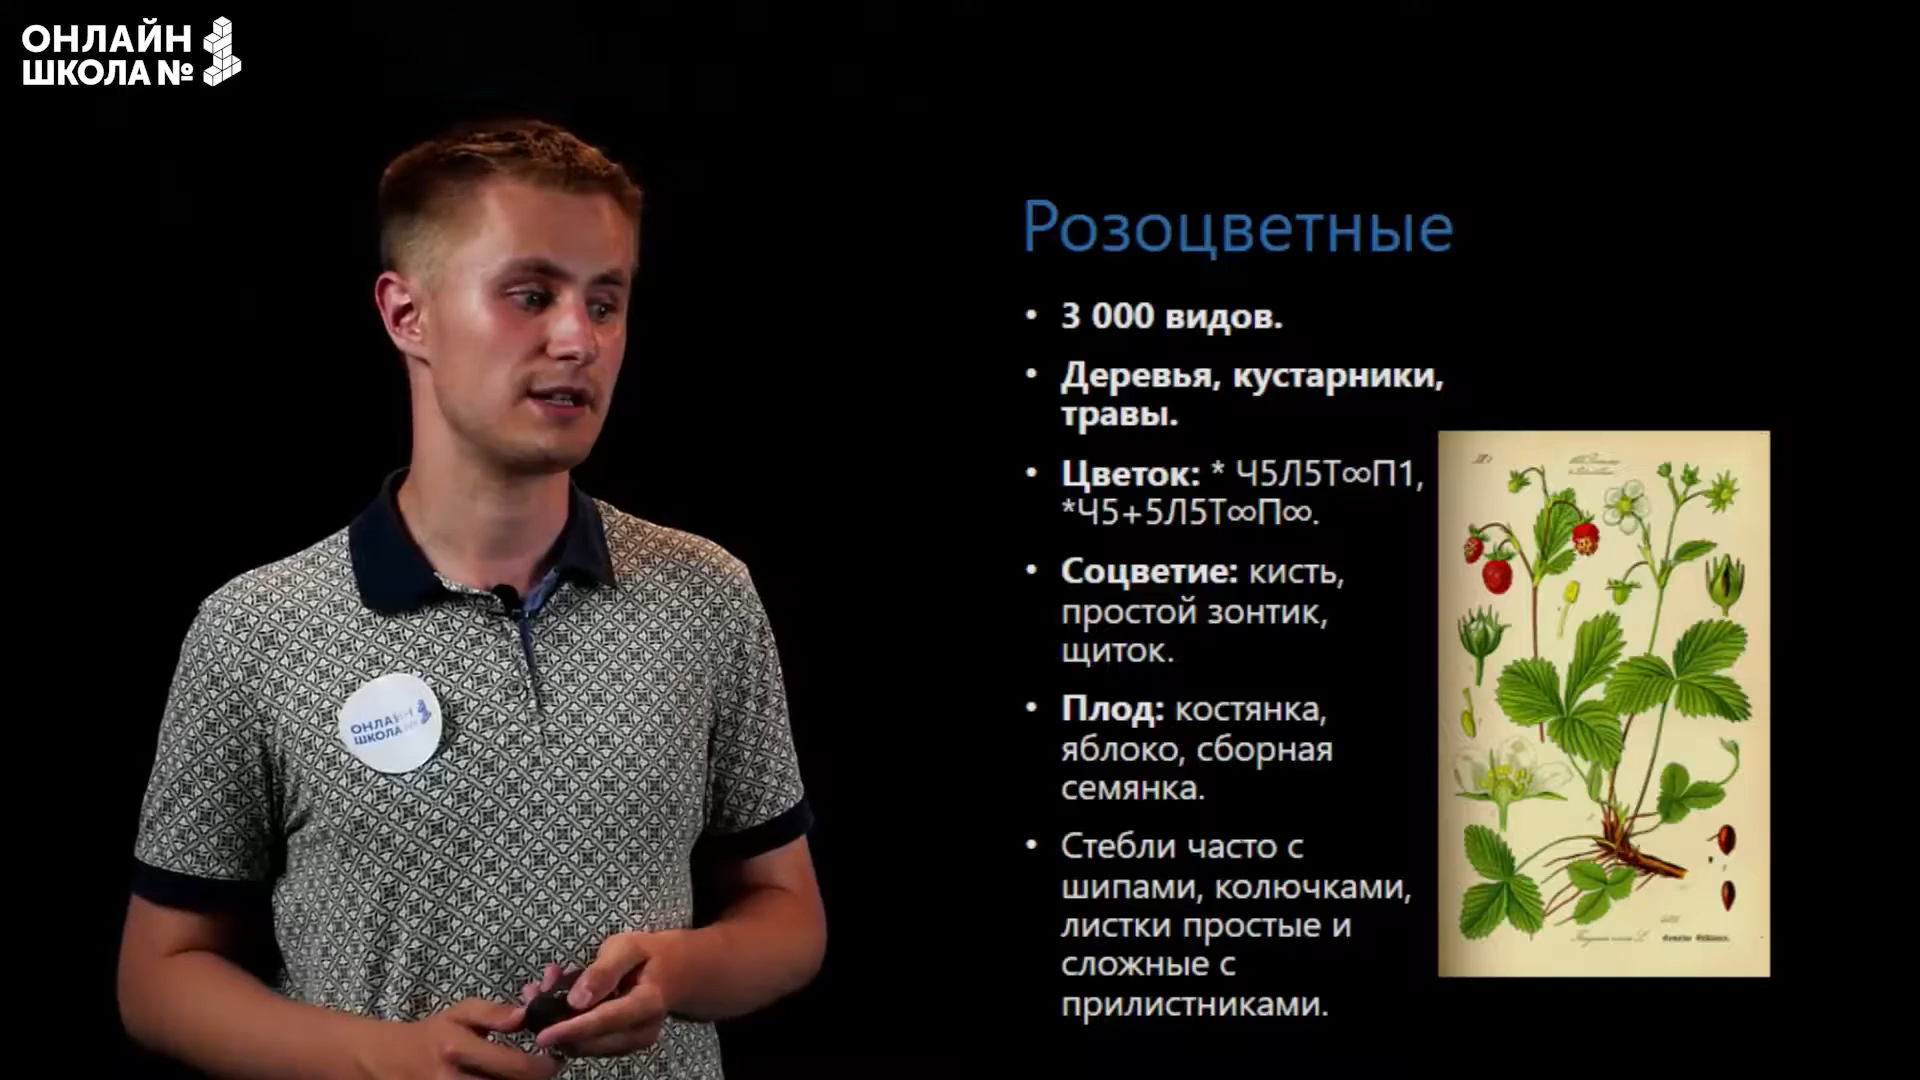 ОНЛАЙН
ШКОЛА №
Розоцветные
• 3 000 видов.
• Деревья, кустарники,
травы.
• Цветок: * Ч5Л5Т∞П1,
*Ч5+5Л5Т∞П∞.
• Соцветие: кисть,
простой зонтик,
щиток.
• Плод: костянка,
яблоко, сборная
семянка.
• Стебли часто с
шипами, колючками,
листки простые и
сложные с
прилистниками.
ОНЛАЙН
ШКОЛА